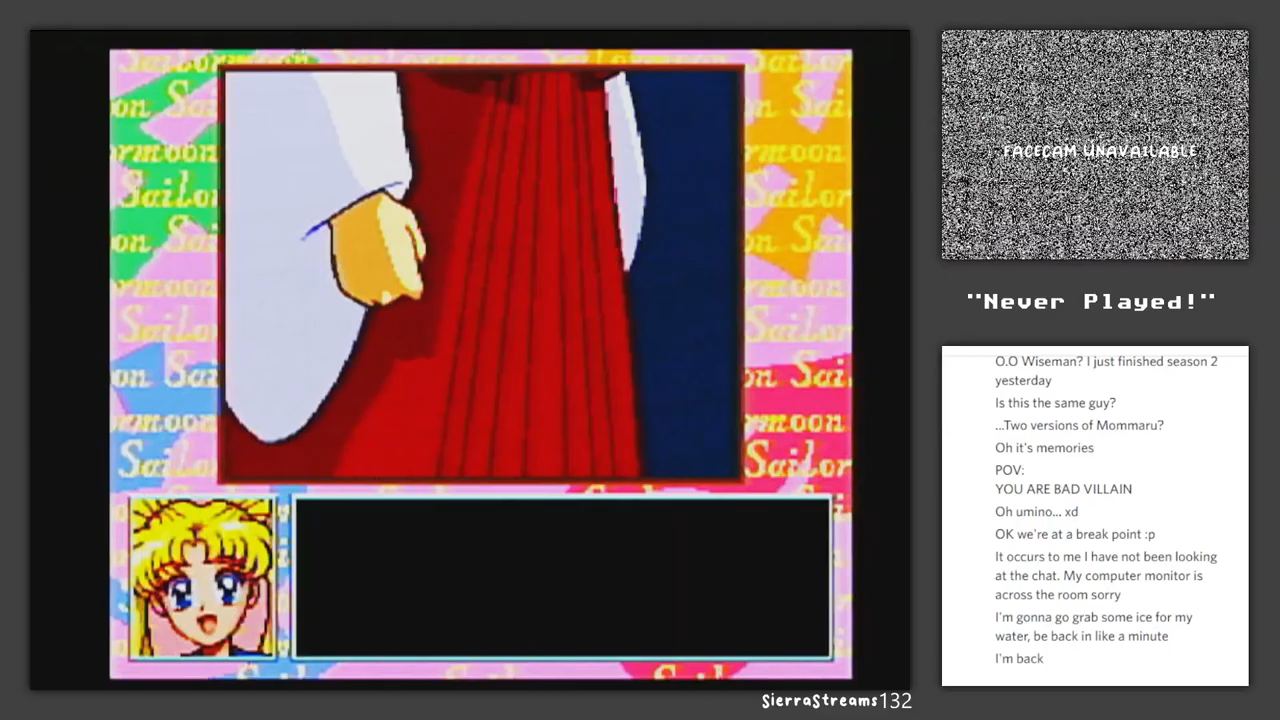 Sailormoon Sailor
FACECAM UNAVAILABLE
"Never Played!"
O.O Wiseman? I just finished season 2
yesterday
Is this the same guy?
...Two versions of Mommaru?
Oh it's memories
POV:
YOU ARE BAD VILLAIN
Oh umino... xd
OK we're at a break point :p
It occurs to me I have not been looking
at the chat. My computer monitor is
across the room sorry
I'm gonna go grab some ice for my
water, be back in like a minute
I'm back
SierraStreams132